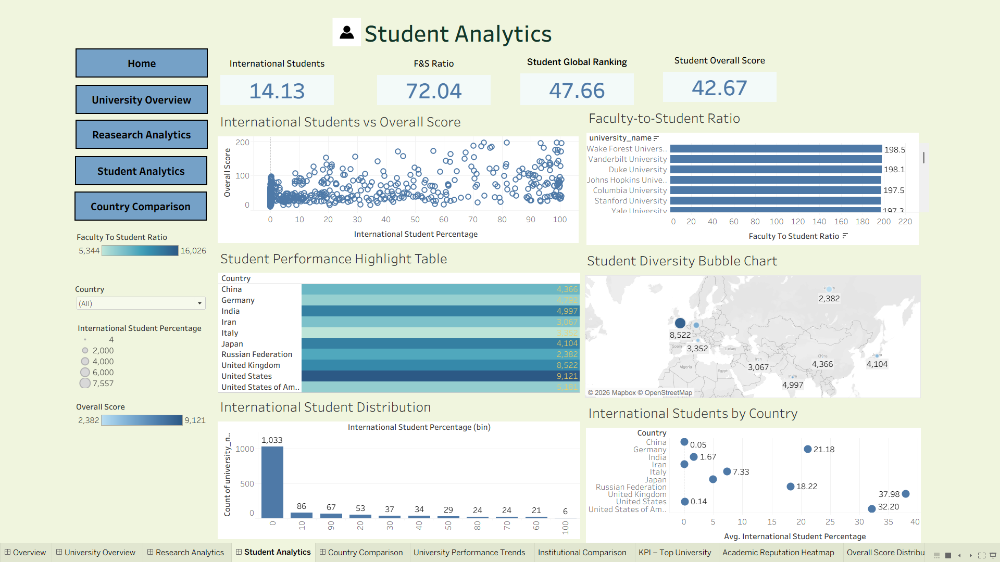 Student Analytics
Home
University Overview
Reasearch Analytics
Student Analytics
Country Comparison
Faculty To Student Ratio
5,344 16,026
Country
(All)
International Student Percentage
4
2,000
4,000
6,000
7,557
Overall Score
2,382 9,121
International Students
14.13
F&S Ratio
72.04
Student Global Ranking
47.66
Student Overall Score
42.67
International Students vs Overall Score
Overall Score
200
100
0
0 10 20 30 40 50 60 70 80 90 100
International Student Percentage
Faculty-to-Student Ratio
university_name
Wake Forest Univers.. 198.5
Vanderbilt University
Duke University 198.1
Johns Hopkins Unive..
Columbia University 197.5
Stanford University
Yale University 197.3
0 20 40 60 80 100 120 140 160 180 200 220
Faculty To Student Ratio
Student Performance Highlight Table
Country
China 4,366
Germany 4,792
India 4,997
Iran 3,067
Italy 3,352
Japan 4,104
Russian Federation 2,382
United Kingdom 8,522
United States 9,121
United States of Am.. 5,181
Student Diversity Bubble Chart
2,382
8,522
3,352
Spain
Turkey
Algeria
Egypt
Iran
3,067
China
4,366
4,104
India
4,997
© 2026 Mapbox © OpenStreetMap
International Student Distribution
International Student Percentage (bin)
Count of university_n..
1000
500
0
1,033 86 67 53 37 34 29 24 24 21 6
0 10 90 20 30 40 50 80 70 60 100
International Students by Country
Country
China 0.05
Germany 21.18
India 1.67
Iran
Italy 7.33
Japan
Russian Federation 18.22
United Kingdom 37.98
United States 0.14
United States of Am.. 32.20
0 5 10 15 20 25 30 35 40
Avg. International Student Percentage
Overview University Overview Research Analytics Student Analytics Country Comparison University Performance Trends Institutional Comparison KPI – Top University Academic Reputation Heatmap Overall Score Distribu